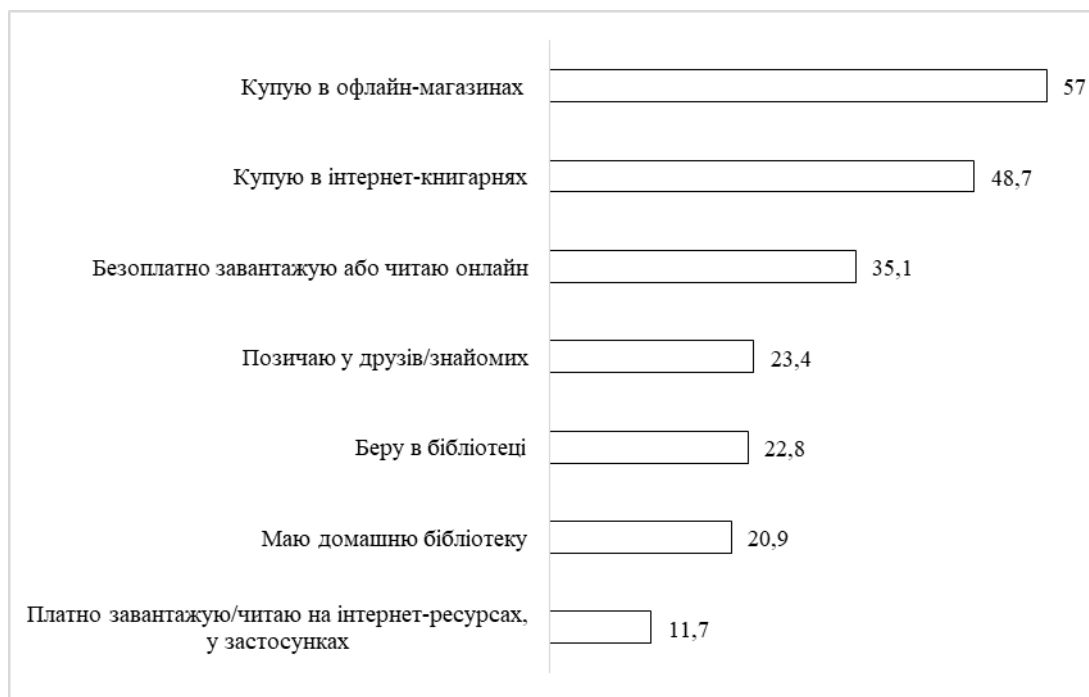 Купую в офлайн-магазинах 57
Купую в інтернет-книгарнях 48,7
Безоплатно завантажую або читаю онлайн 35,1
Позичаю у друзів/знайомих 23,4
Беру в бібліотеці 22,8
Маю домашню бібліотеку 20,9
Платно завантажую/читаю на інтернет-ресурсах,
у застосунках 11,7